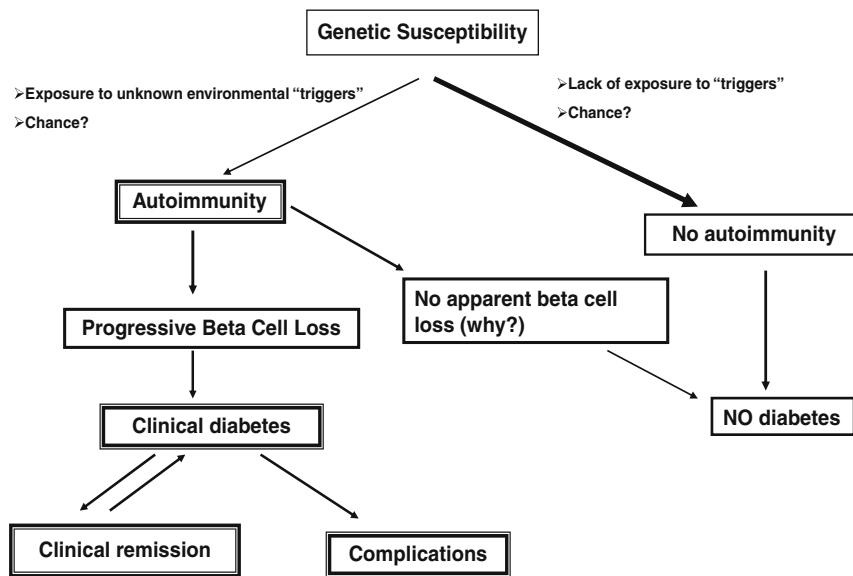 Genetic Susceptibility
➢Exposure to unknown environmental “triggers”
➢Chance?
➢Lack of exposure to “triggers”
➢Chance?
Autoimmunity
No autoimmunity
No apparent beta cell
loss (why?)
Progressive Beta Cell Loss
Clinical diabetes
NO diabetes
Clinical remission
Complications